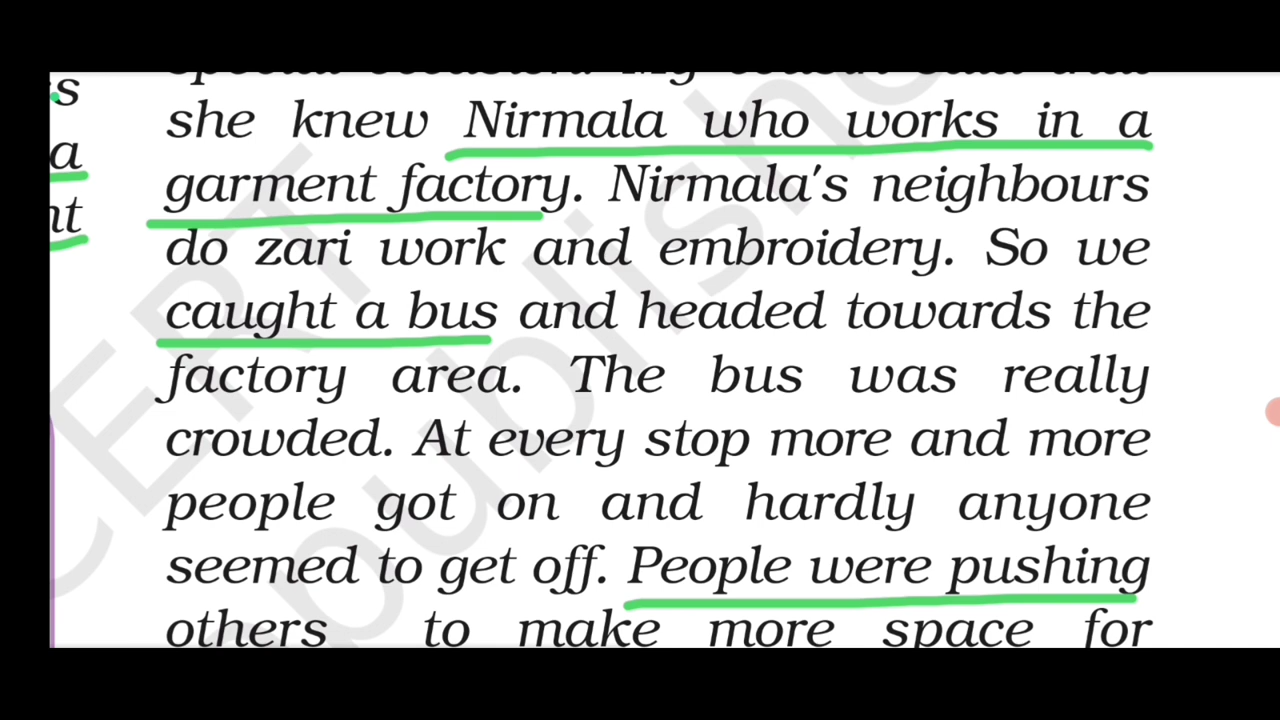 she knew Nirmala who works in a
garment factory. Nirmala's neighbours
do zari work and embroidery. So we
caught a bus and headed towards the
factory area. The bus was really
crowded. At every stop more and more
people got on and hardly anyone
seemed to get off. People were pushing
others to make more space for